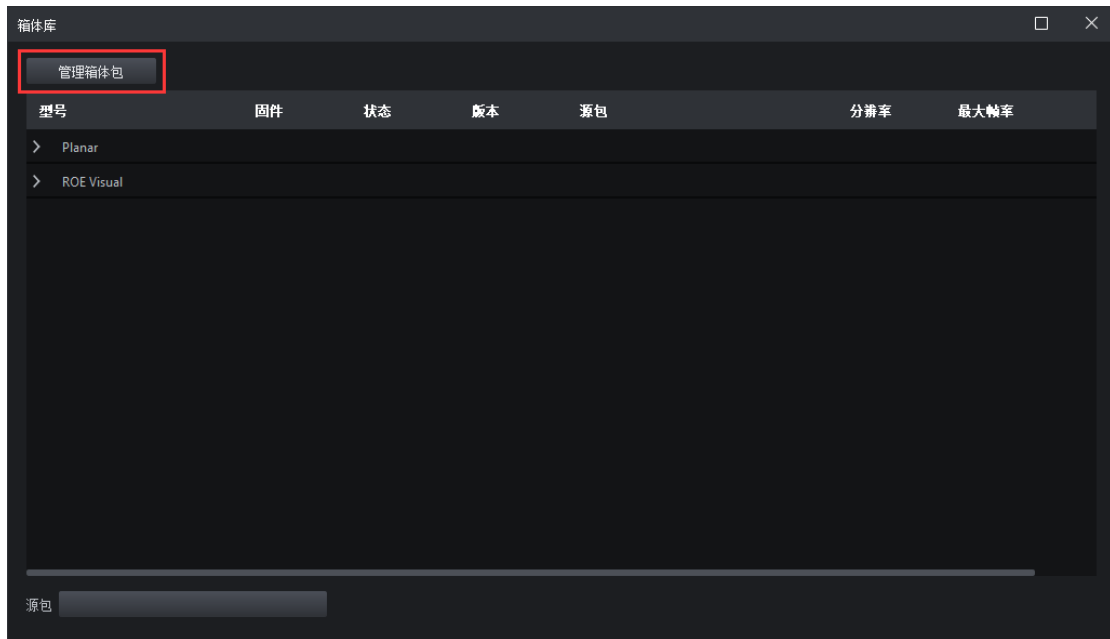 箱体库
管理箱体包
型号 固件 状态 版本 源包 分辨率 最大帧率
Planar
ROE Visual
源包